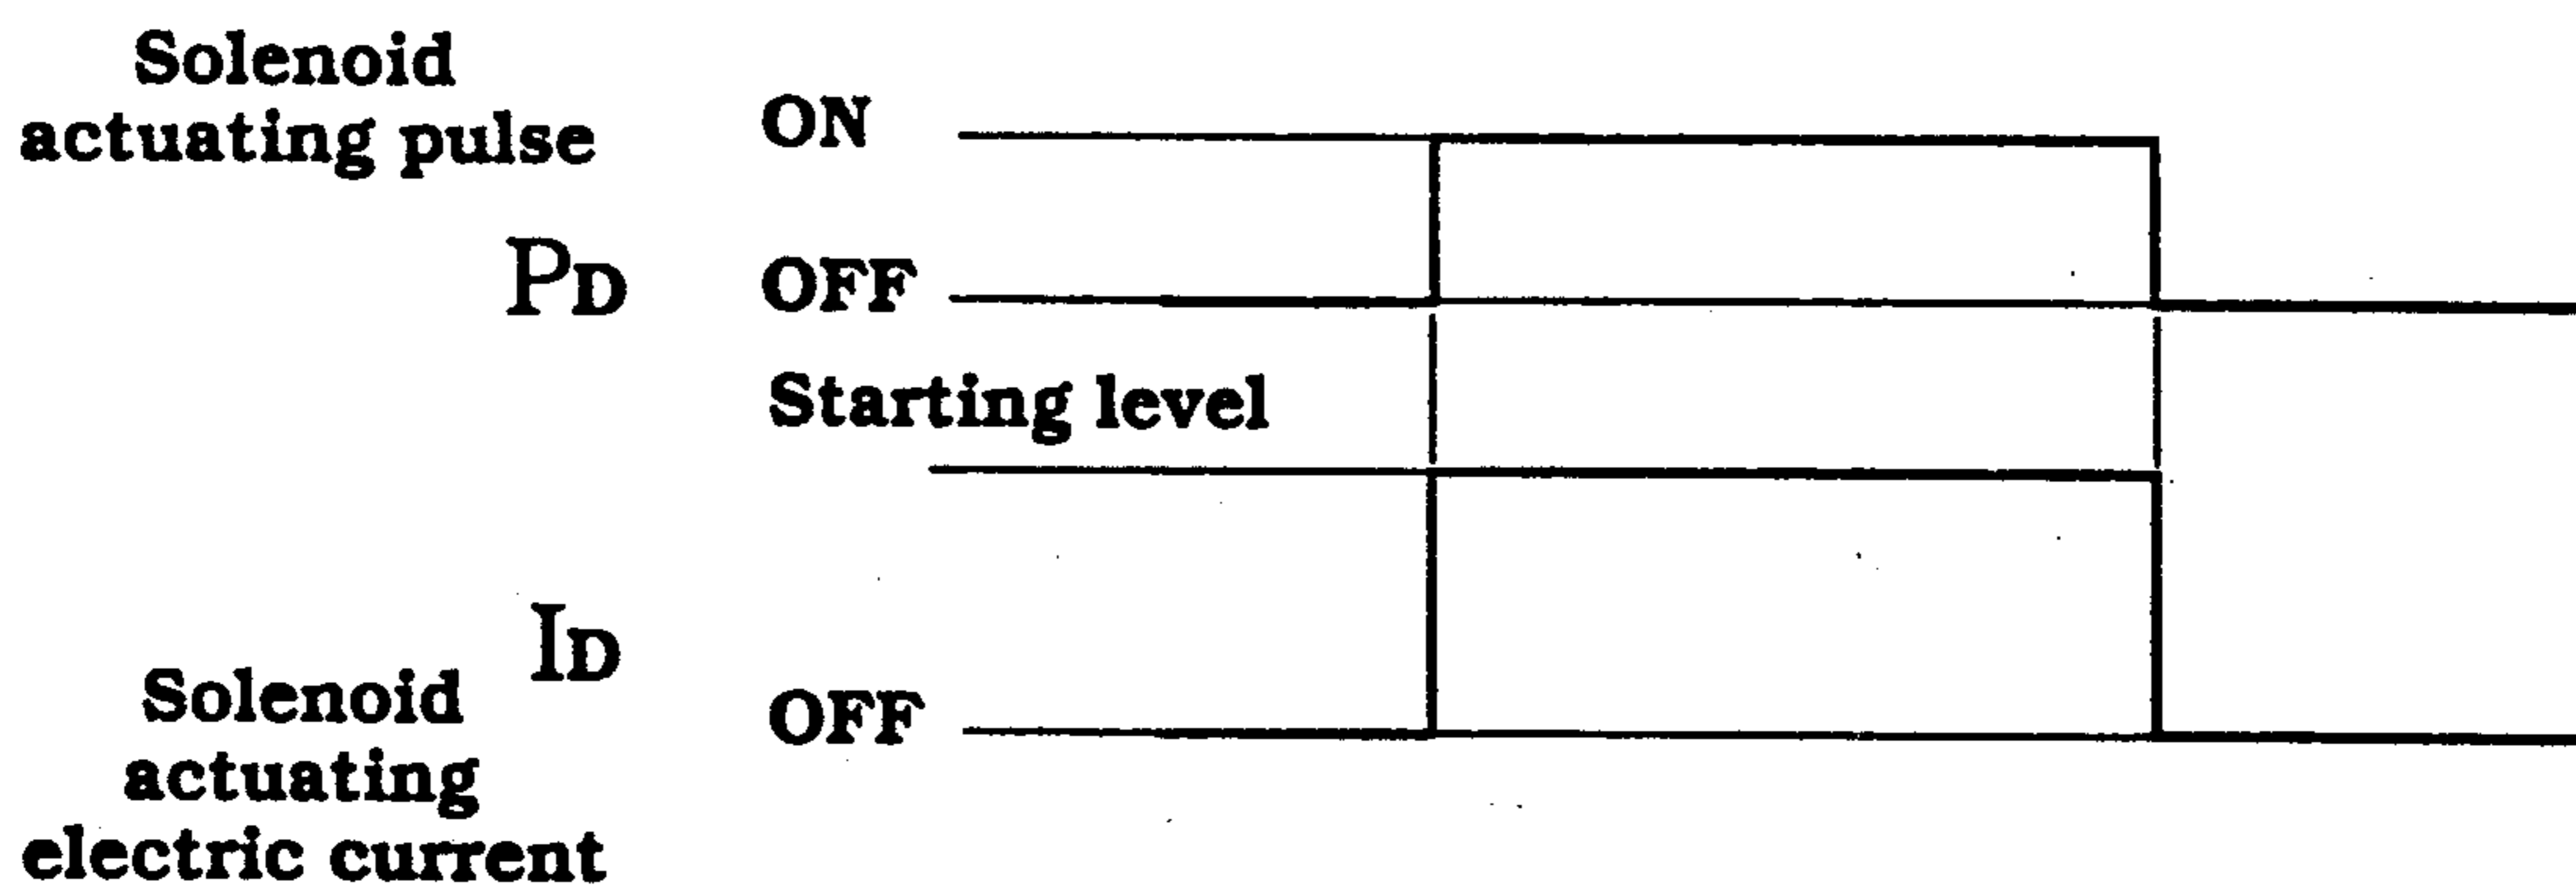 Solenoid
actuating pulse
ON
PD
OFF
Starting level
ID
Solenoid
actuating
electric current
OFF